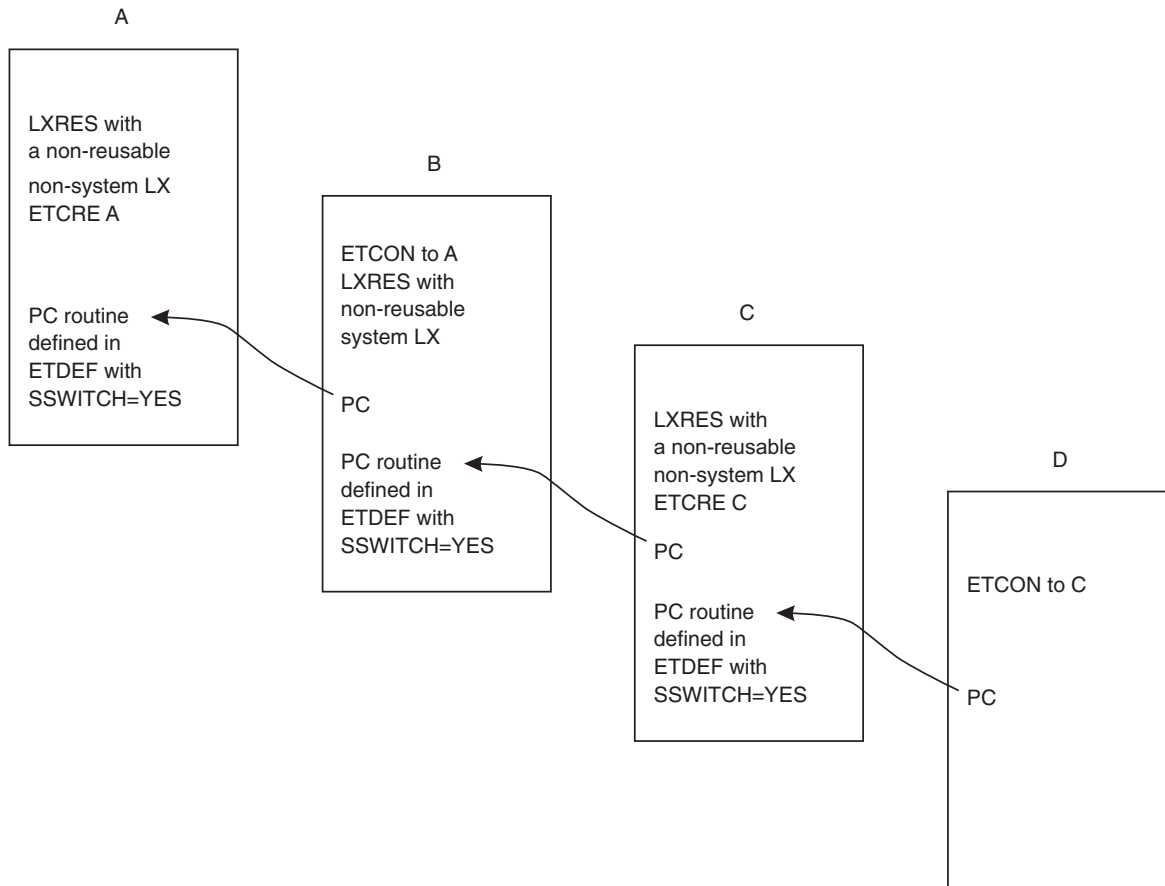 A
LXRES with
a non-reusable
non-system LX
ETCRE A
PC routine
defined in
ETDEF with
SSWITCH=YES
B
ETCON to A
LXRES with
non-reusable
system LX
PC
PC routine
defined in
ETDEF with
SSWITCH=YES
C
LXRES with
a non-reusable
non-system LX
ETCRE C
PC
PC routine
defined in
ETDEF with
SSWITCH=YES
D
ETCON to C
PC